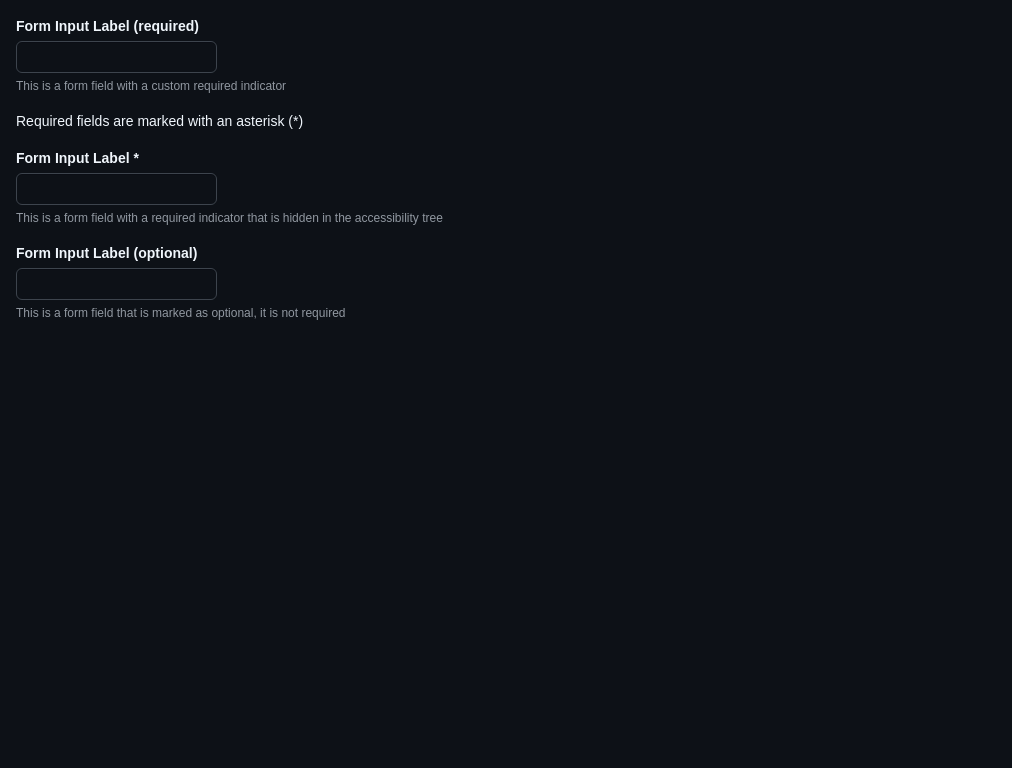 Form Input Label (required)
This is a form field with a custom required indicator
Required fields are marked with an asterisk (*)
Form Input Label *
This is a form field with a required indicator that is hidden in the accessibility tree
Form Input Label (optional)
This is a form field that is marked as optional, it is not required